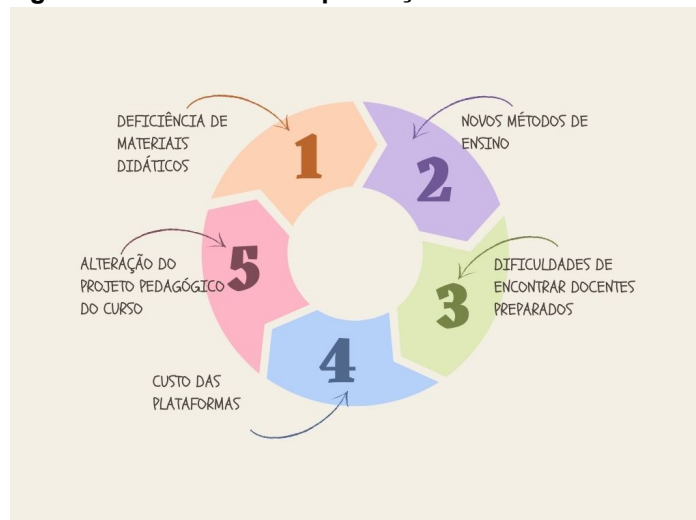 1
DEFICIÊNCIA DE
MATERIAIS
DIDÁTICOS
2
NOVOS MÉTODOS DE
ENSINO
3
DIFICULDADES DE
ENCONTRAR DOCENTES
PREPARADOS
4
CUSTO DAS
PLATAFORMAS
5
ALTERAÇÃO DO
PROJETO PEDAGÓGICO
DO CURSO